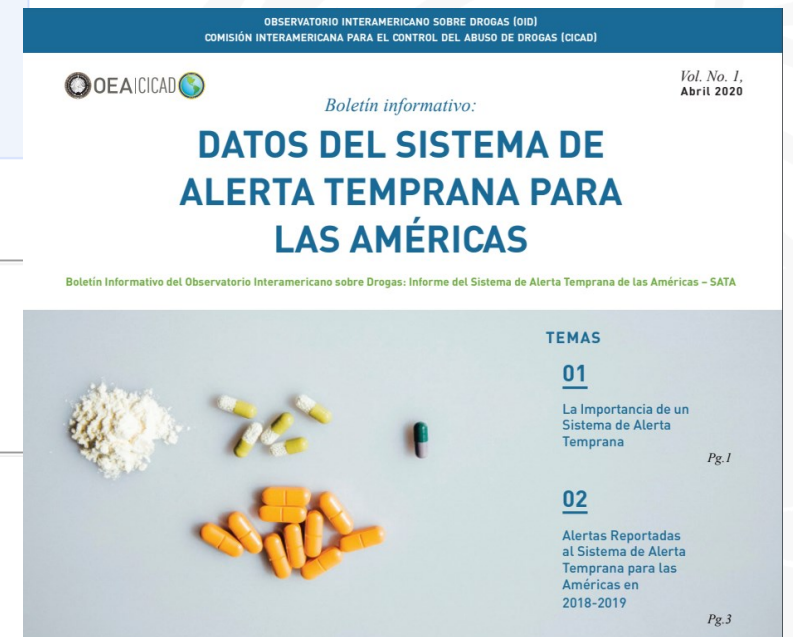 OBSERVATORIO INTERAMERICANO SOBRE DROGAS (OID)
COMISIÓN INTERAMERICANA PARA EL CONTROL DEL ABUSO DE DROGAS (CICAD)
OEA|CICAD
Vol. No. 1,
Abril 2020
Boletín informativo:
DATOS DEL SISTEMA DE
ALERTA TEMPRANA PARA
LAS AMÉRICAS
Boletín Informativo del Observatorio Interamericano sobre Drogas: Informe del Sistema de Alerta Temprana de las Américas – SATA
TEMAS
01
La Importancia de un
Sistema de Alerta
Temprana
Pg.1
02
Alertas Reportadas
al Sistema de Alerta
Temprana para las
Américas en
2018-2019
Pg.3